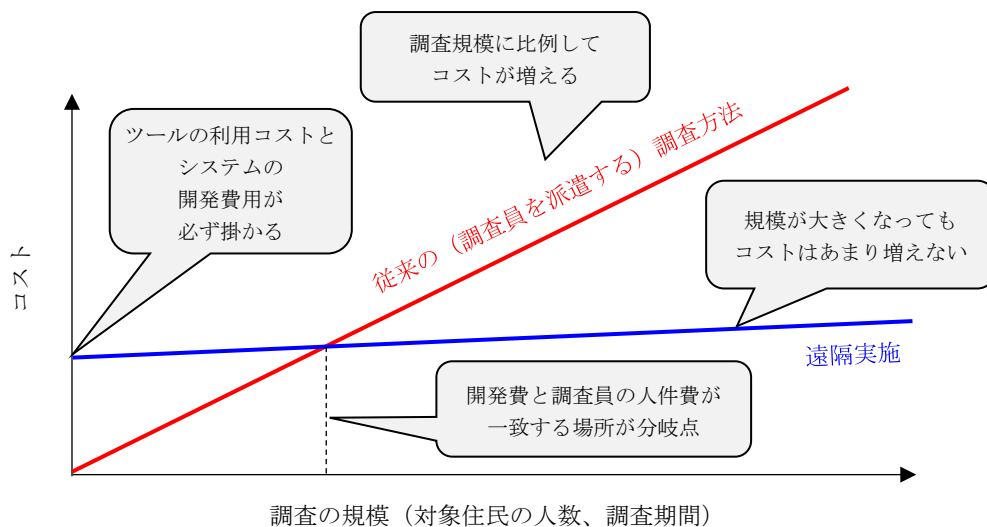 調査規模に比例して
コストが増える
ツールの利用コストと
システムの
開発費用が
必ず掛かる
従来の（調査員を派遣する）調査方法
規模が大きくなっても
コストはあまり増えない
コスト
遠隔実施
開発費と調査員の人件費が
一致する場所が分岐点
調査の規模（対象住民の人数、調査期間）